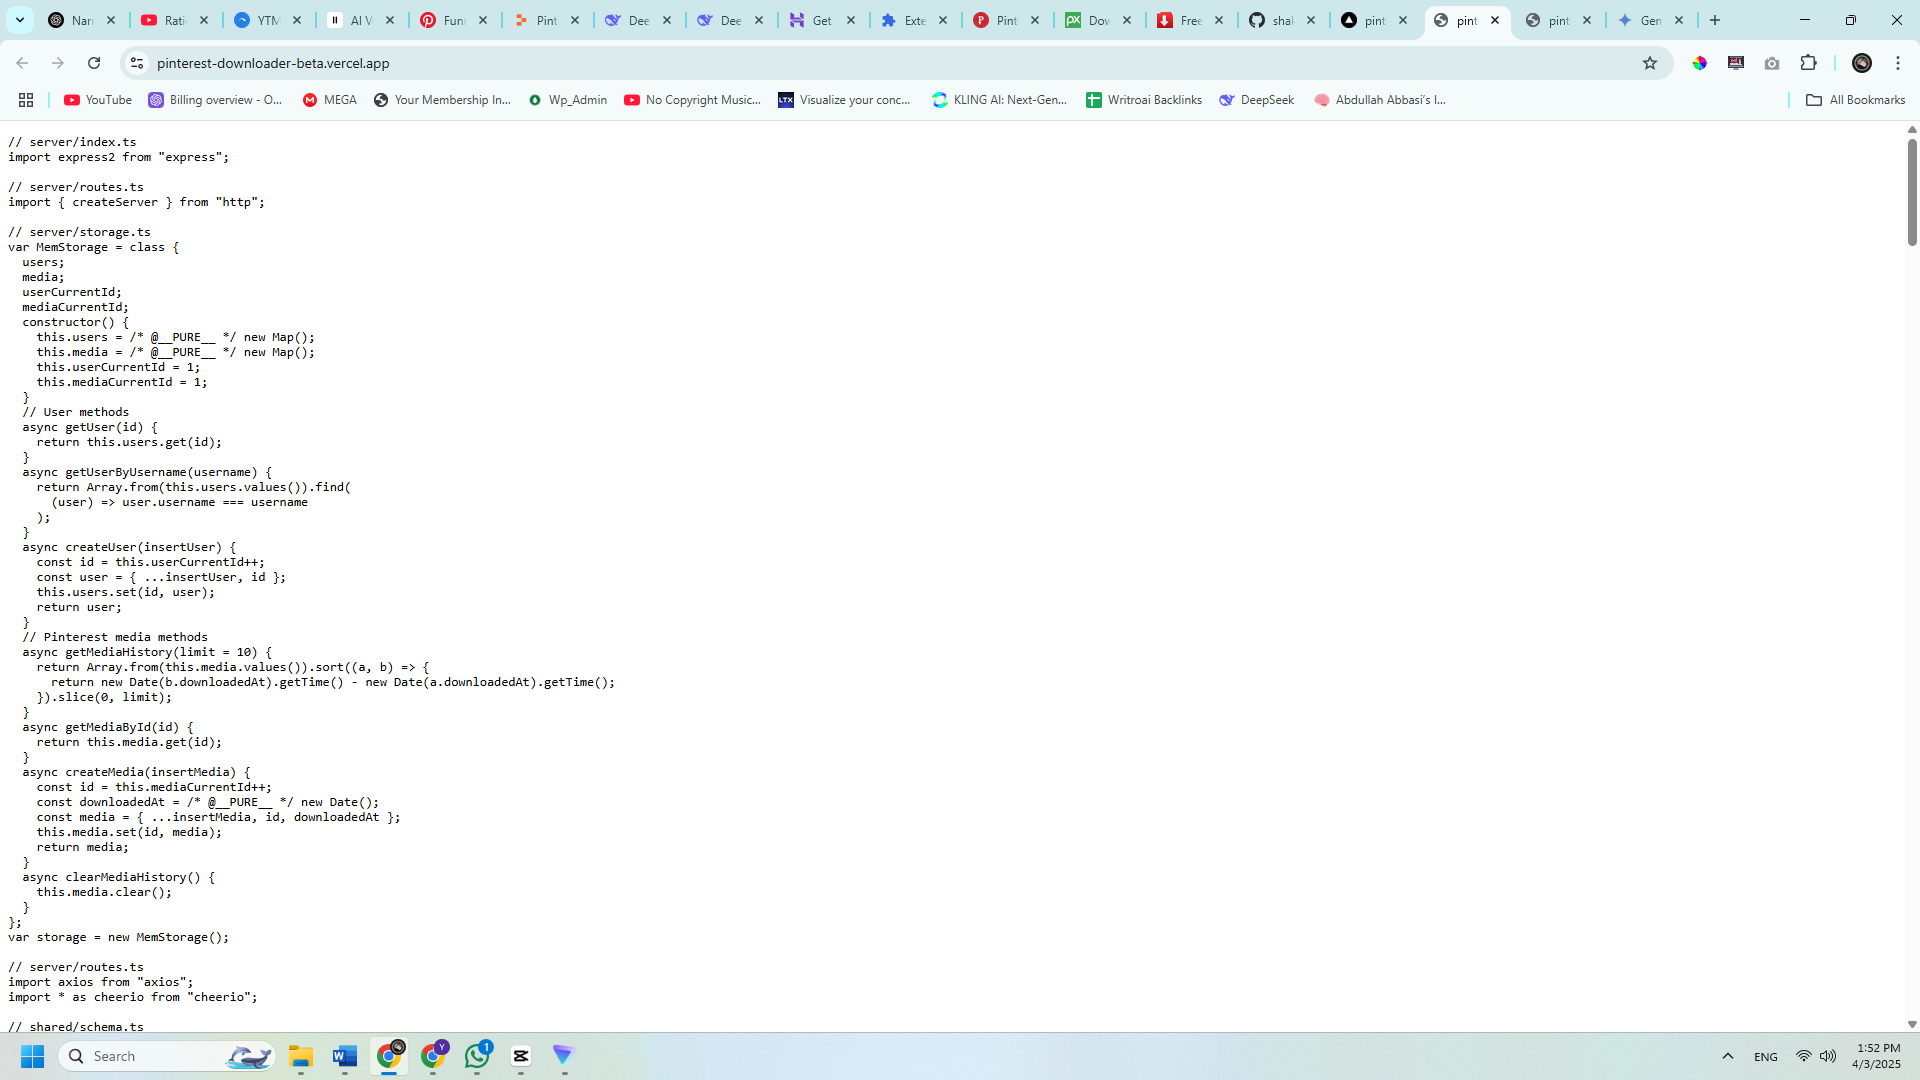 Narr
Rati
YTM
AI V
Funn
Pint
Dee
Dee
Get
Exte
Pint
Dow
Free
shal
pint
pint
pint
Gem
pinterest-downloader-beta.vercel.app
YouTube
Billing overview - O...
MEGA
Your Membership In...
Wp_Admin
No Copyright Music...
Visualize your conc...
KLING AI: Next-Gen...
Writroai Backlinks
DeepSeek
Abdullah Abbasi's I...
All Bookmarks
// server/index.ts
import express2 from "express";
// server/routes.ts
import { createServer } from "http";
// server/storage.ts
var MemStorage = class {
users;
media;
userCurrentId;
mediaCurrentId;
constructor() {
this.users = /* @__PURE__ */ new Map();
this.media = /* @__PURE__ */ new Map();
this.userCurrentId = 1;
this.mediaCurrentId = 1;
}
// User methods
async getUser(id) {
return this.users.get(id);
}
async getUserByUsername(username) {
return Array.from(this.users.values()).find(
(user) => user.username === username
);
}
async createUser(insertUser) {
const id = this.userCurrentId++;
const user = { ...insertUser, id };
this.users.set(id, user);
return user;
}
// Pinterest media methods
async getMediaHistory(limit = 10) {
return Array.from(this.media.values()).sort((a, b) => {
return new Date(b.downloadedAt).getTime() - new Date(a.downloadedAt).getTime();
}).slice(0, limit);
}
async getMediaById(id) {
return this.media.get(id);
}
async createMedia(insertMedia) {
const id = this.mediaCurrentId++;
const downloadedAt = /* @__PURE__ */ new Date();
const media = { ...insertMedia, id, downloadedAt };
this.media.set(id, media);
return media;
}
async clearMediaHistory() {
this.media.clear();
}
};
var storage = new MemStorage();
// server/routes.ts
import axios from "axios";
import * as cheerio from "cheerio";
// shared/schema.ts
Search
ENG
1:52 PM
4/3/2025